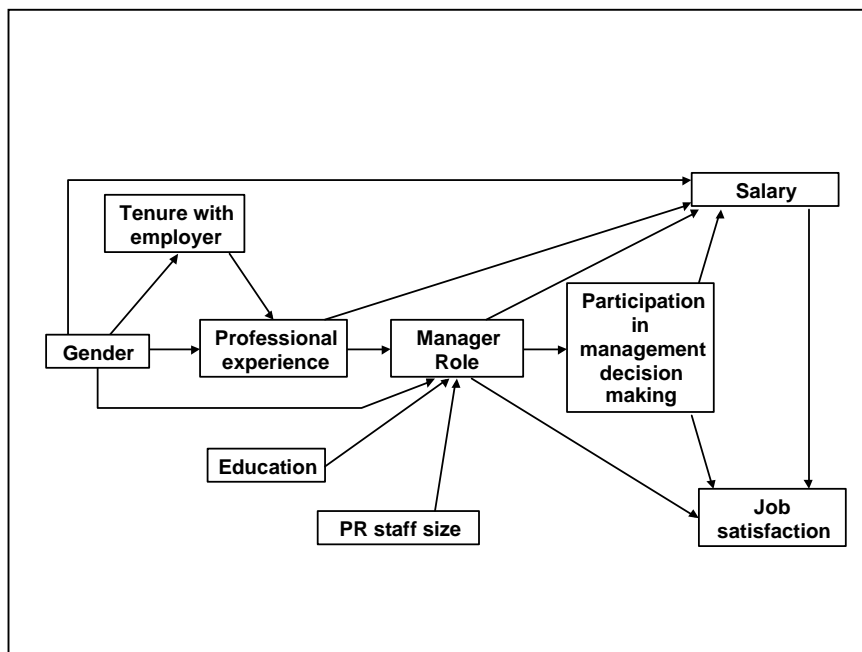 Salary
Tenure with
employer
Participation
in
management
decision
making
Professional
experience
Manager
Role
Gender
Education
PR staff size
Job
satisfaction